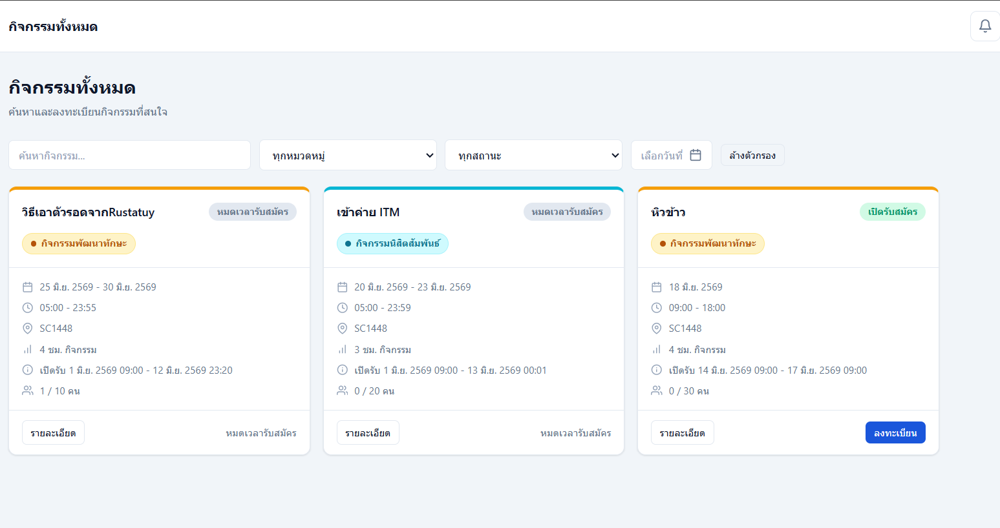 กิจกรรมทั้งหมด
กิจกรรมทั้งหมด
ค้นหาและลงทะเบียนกิจกรรมที่สนใจ
ค้นหากิจกรรม...
ทุกหมวดหมู่
ทุกสถานะ
เลือกวันที่
ล้างตัวกรอง
วิธีเอาตัวรอดจากRustatuy
หมดเวลารับสมัคร
กิจกรรมพัฒนาทักษะ
25 มิ.ย. 2569 - 30 มิ.ย. 2569
05:00 - 23:55
SC1448
4 ชม. กิจกรรม
เปิดรับ 1 มิ.ย. 2569 09:00 - 12 มิ.ย. 2569 23:20
1 / 10 คน
รายละเอียด
หมดเวลารับสมัคร
เข้าค่าย ITM
หมดเวลารับสมัคร
กิจกรรมนิสิตสัมพันธ์
20 มิ.ย. 2569 - 23 มิ.ย. 2569
05:00 - 23:59
SC1448
3 ชม. กิจกรรม
เปิดรับ 1 มิ.ย. 2569 09:00 - 13 มิ.ย. 2569 00:01
0 / 20 คน
รายละเอียด
หมดเวลารับสมัคร
หิวข้าว
เปิดรับสมัคร
กิจกรรมพัฒนาทักษะ
18 มิ.ย. 2569
09:00 - 18:00
SC1448
4 ชม. กิจกรรม
เปิดรับ 14 มิ.ย. 2569 09:00 - 17 มิ.ย. 2569 09:00
0 / 30 คน
รายละเอียด
ลงทะเบียน